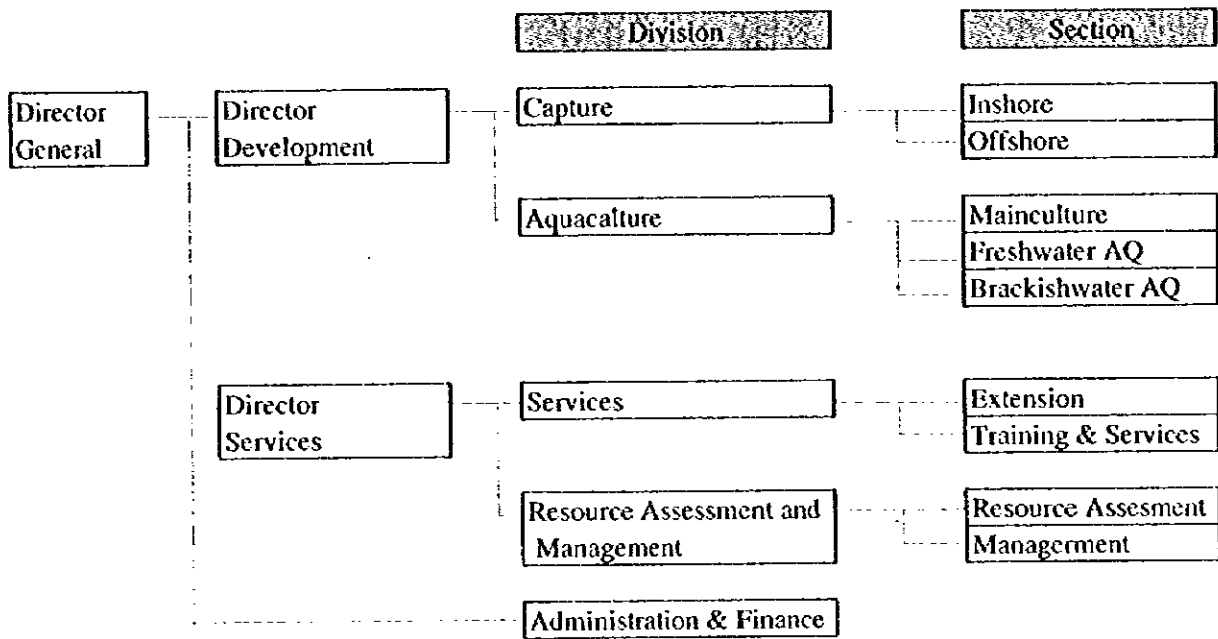 Division
Section
Director
General
Director
Development
Capture
Inshore
Offshore
Aquacalture
Mainculture
Freshwater AQ
Brackishwater AQ
Director
Services
Services
Extension
Training & Services
Resource Assessment and
Management
Resource Assesment
Managerment
Administration & Finance